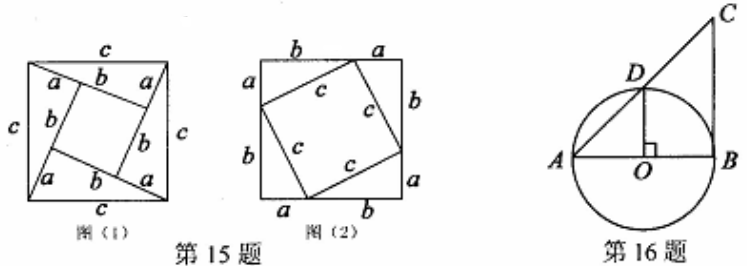 c
a b a
c b c
b
a b a
c
图（1）
b a
a c b
c
c
b c a
a b
图（2）
第15题
C
D
A O B
第16题